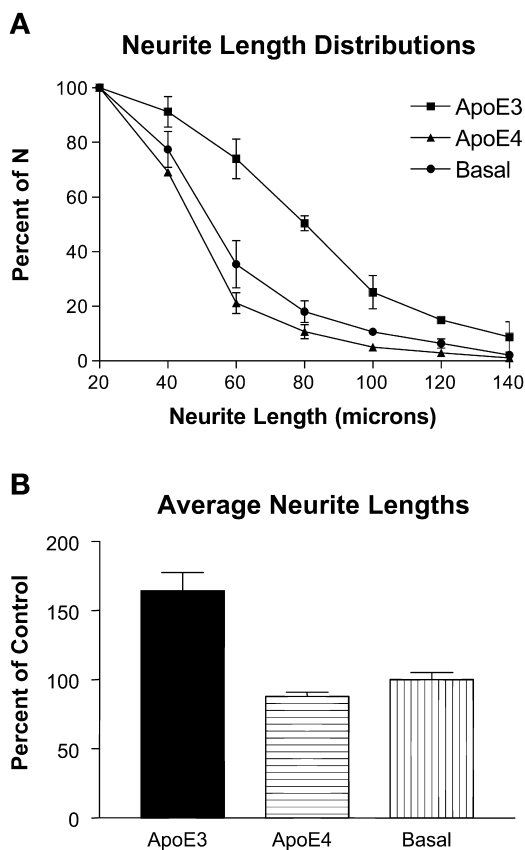 A
Neurite Length Distributions
Percent of N
100
80
60
40
20
0
ApoE3
ApoE4
Basal
20 40 60 80 100 120 140
Neurite Length (microns)
B
Average Neurite Lengths
Percent of Control
200
150
100
50
0
ApoE3 ApoE4 Basal